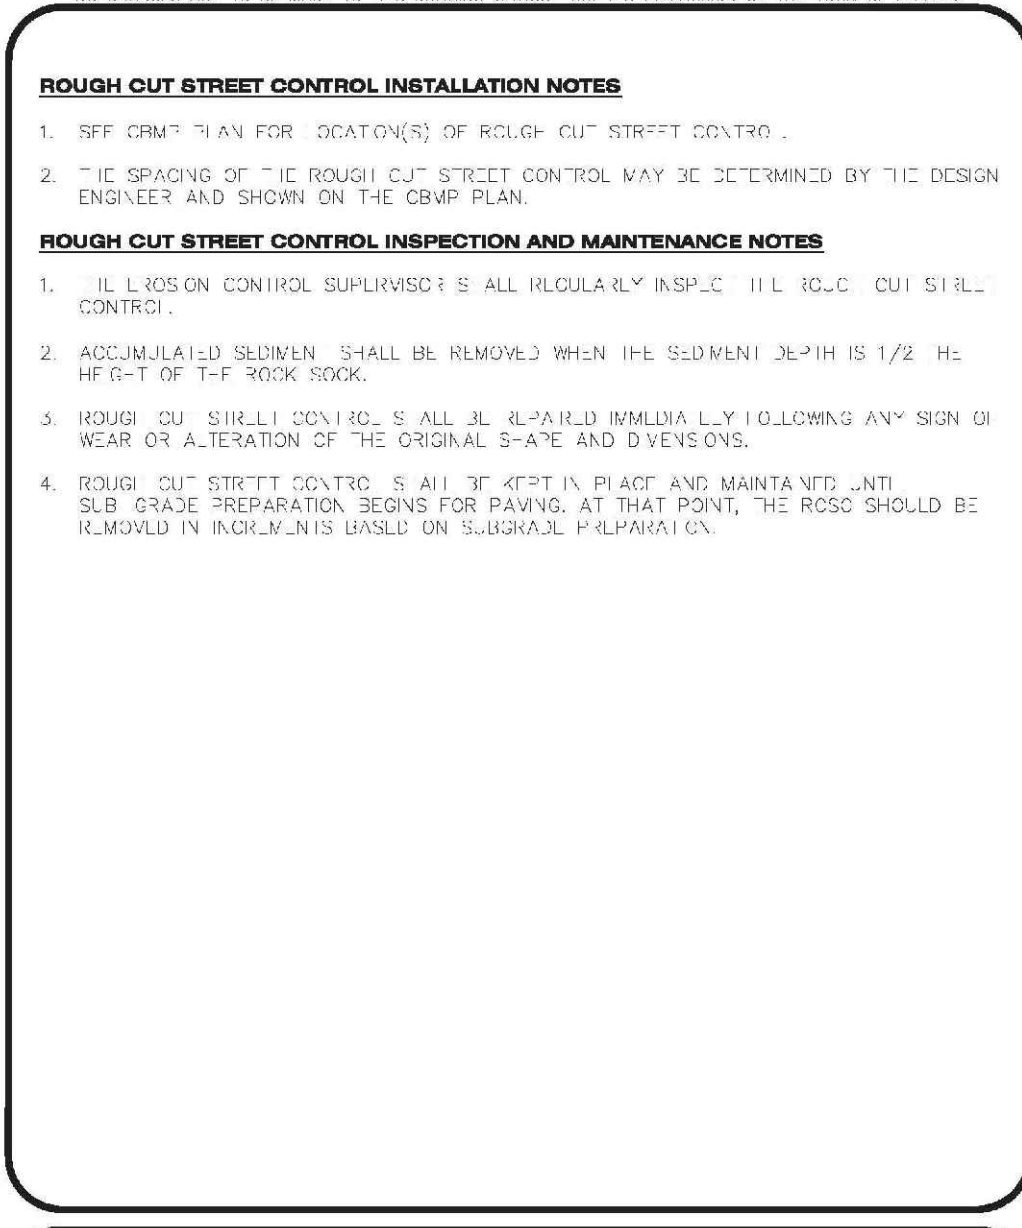 ROUGH CUT STREET CONTROL INSTALLATION NOTES
1. SEE CBMP PLAN FOR LOCATION(S) OF ROUGH CUT STREET CONTROL.
2. THE SPACING OF THE ROUGH CUT STREET CONTROL MAY BE DETERMINED BY THE DESIGN
ENGINEER AND SHOWN ON THE CBMP PLAN.
ROUGH CUT STREET CONTROL INSPECTION AND MAINTENANCE NOTES
1. THE EROSION CONTROL SUPERVISOR SHALL REGULARLY INSPECT THE ROUGH CUT STREET
CONTROL.
2. ACCUMULATED SEDIMENT SHALL BE REMOVED WHEN THE SEDIMENT DEPTH IS 1/2 THE
HEIGHT OF THE ROCK SOCK.
3. ROUGH CUT STREET CONTROL SHALL BE REPAIRED IMMEDIATELY FOLLOWING ANY SIGN OF
WEAR OR ALTERATION OF THE ORIGINAL SHAPE AND DIMENSIONS.
4. ROUGH CUT STREET CONTROL SHALL BE KEPT IN PLACE AND MAINTAINED UNTIL
SUB GRADE PREPARATION BEGINS FOR PAVING. AT THAT POINT, THE RCSC SHOULD BE
REMOVED IN INCREMENTS BASED ON SUBGRADE PREPARATION.